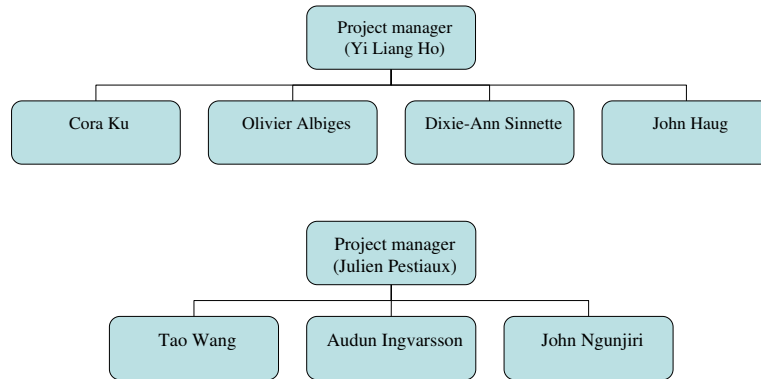 Project manager
(Yi Liang Ho)
Cora Ku
Olivier Albiges
Dixie-Ann Sinnette
John Haug
Project manager
(Julien Pestiaux)
Tao Wang
Audun Ingvarsson
John Ngunjiri